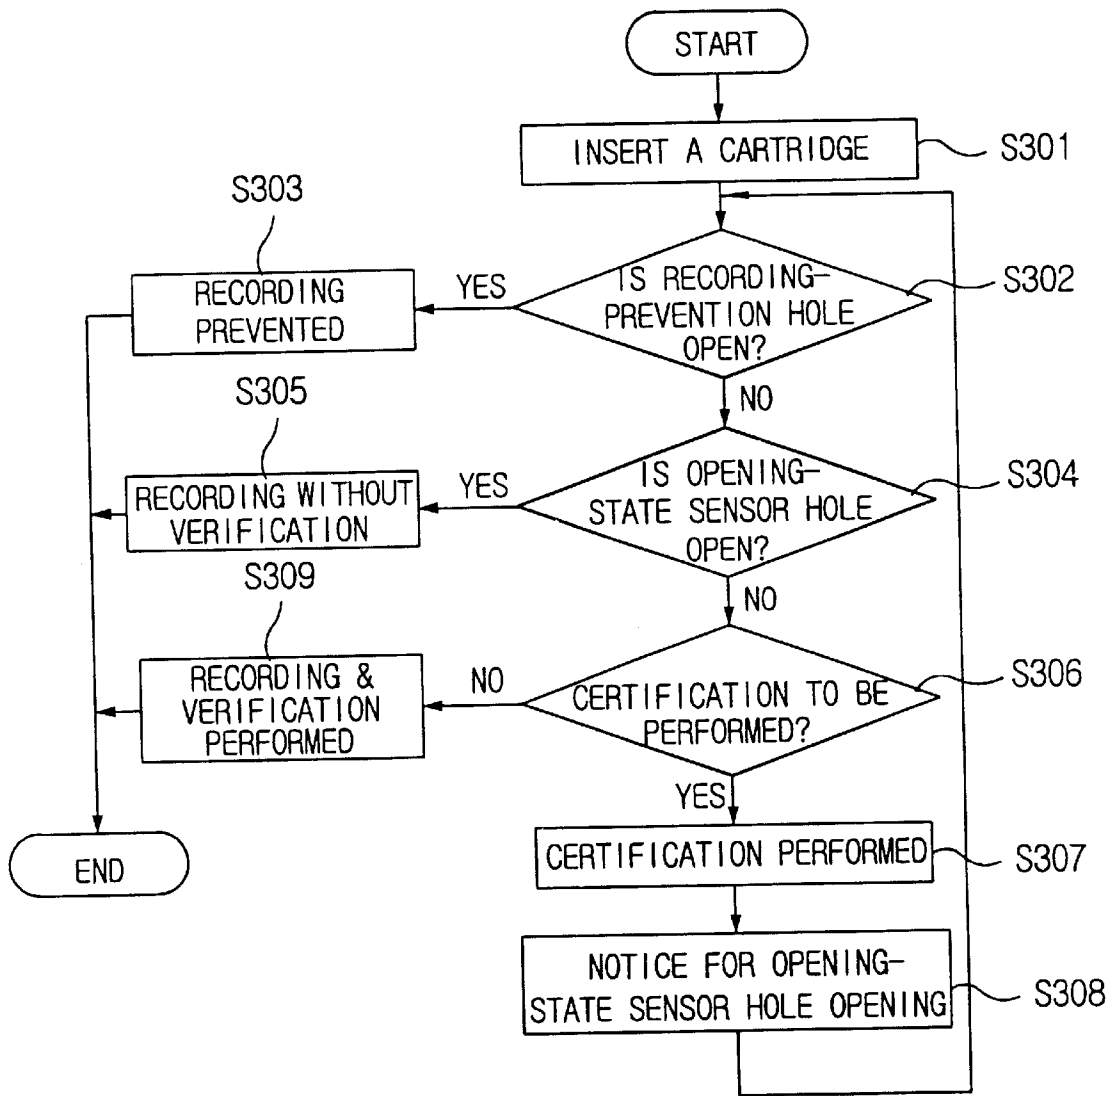 START
INSERT A CARTRIDGE
S301
S303
IS RECORDING-
PREVENTION HOLE
OPEN?
S302
YES
RECORDING
PREVENTED
NO
S305
IS OPENING-
STATE SENSOR HOLE
OPEN?
S304
YES
RECORDING WITHOUT
VERIFICATION
NO
S309
CERTIFICATION TO BE
PERFORMED?
S306
NO
RECORDING &
VERIFICATION
PERFORMED
YES
END
CERTIFICATION PERFORMED
S307
NOTICE FOR OPENING-
STATE SENSOR HOLE OPENING
S308